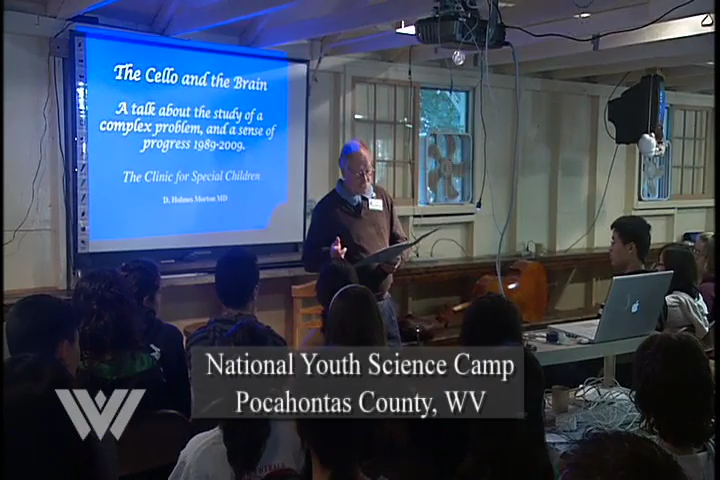 The Cello and the Brain
A talk about the study of a
complex problem, and a sense of
progress 1989-2009.
The Clinic for Special Children
D. Holmes Morton MD
National Youth Science Camp
Pocahontas County, WV
W